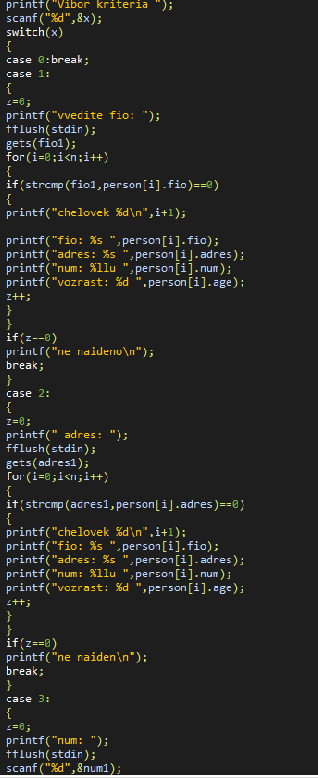 printf("Vibor kriteria ");
scanf("%d",&x);
switch(x)
{
case 0:break;
case 1:
{
z=0;
printf("vvedite fio: ");
fflush(stdin);
gets(fio1);
for(i=0;i<n;i++)
{
if(strcmp(fio1,person[i].fio)==0)
{
printf("chelovek %d\n",i+1);
printf("fio: %s ",person[i].fio);
printf("adres: %s ",person[i].adres);
printf("num: %llu ",person[i].num);
printf("vozrast: %d ",person[i].age);
z++;
}
}
if(z==0)
printf("ne naideno\n");
break;
}
case 2:
{
z=0;
printf(" adres: ");
fflush(stdin);
gets(adres1);
for(i=0;i<n;i++)
{
if(strcmp(adres1,person[i].adres)==0)
{
printf("chelovek %d\n",i+1);
printf("fio: %s ",person[i].fio);
printf("adres: %s ",person[i].adres);
printf("num: %llu ",person[i].num);
printf("vozrast: %d ",person[i].age);
z++;
}
}
if(z==0)
printf("ne naiden\n");
break;
}
case 3:
{
z=0;
printf("num: ");
fflush(stdin);
scanf("%d",&num1);